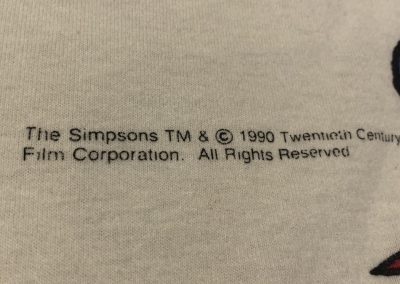 The Simpsons TM & © 1990 Twentieth Century
Film Corporation. All Rights Reserved